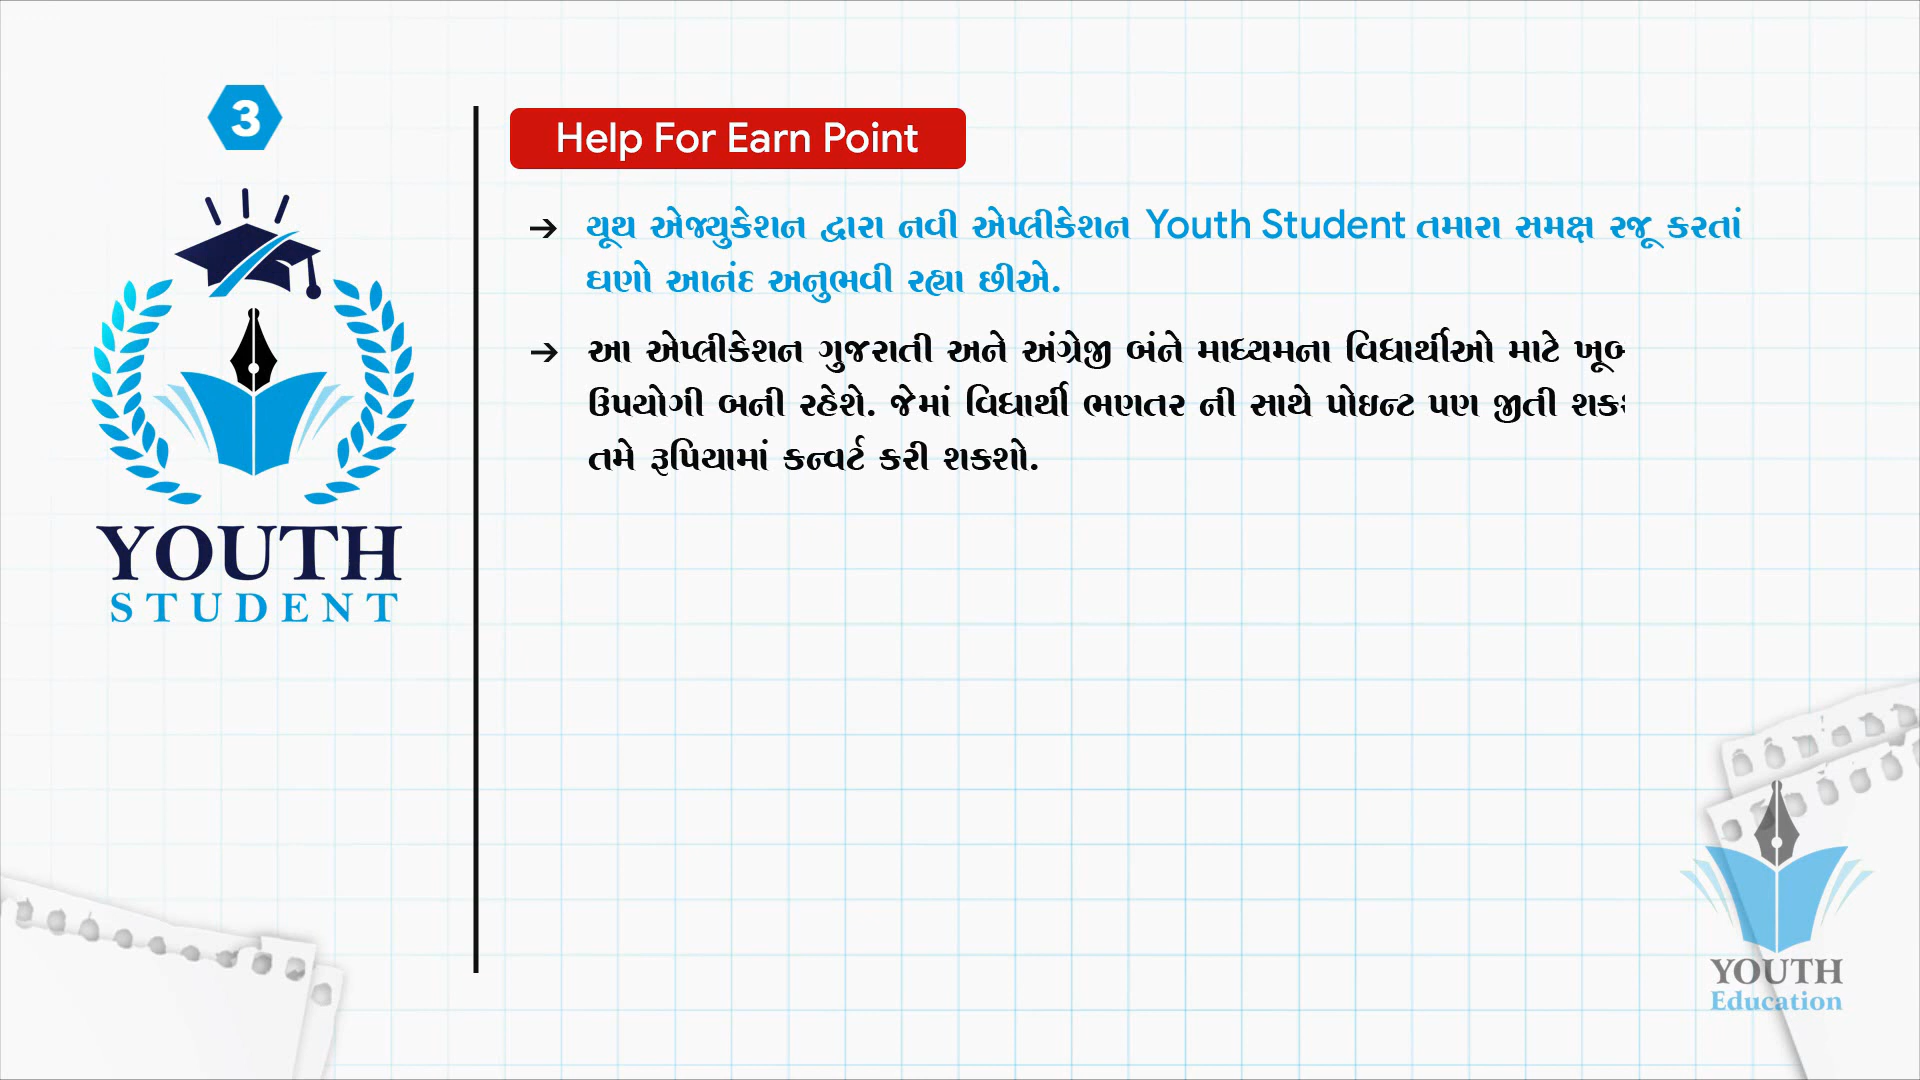 3
Help For Earn Point
➔ યૂથ એજ્યુકેશન દ્વારા નવી એપ્લીકેશન Youth Student તમારા સમક્ષ રજૂ કરતાં
ઘણો આનંદ અનુભવી રહ્યા છીએ.
➔ આ એપ્લીકેશન ગુજરાતી અને અંગ્રેજી બંને માધ્યમના વિદ્યાર્થીઓ માટે
ઉપયોગી બની રહેશે. જેમાં વિદ્યાર્થી ભણતર ની સાથે પોઇન્ટ પણ જીતી
તમે રૂપિયામાં કન્વર્ટ કરી શકશો.
YOUTH
STUDENT
YOUTH
Education